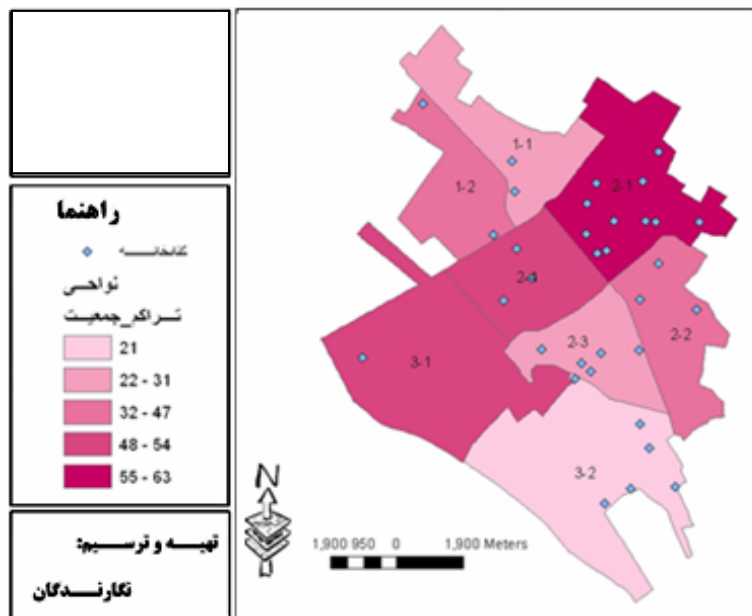 راهنما
کتابخانه
نواحی
تراکم_جمعیت
21
22 - 31
32 - 47
48 - 54
55 - 63
تهیه و ترسیم:
نگارندگان
1-1
1-2
2-1
2-4
2-2
2-3
3-1
3-2
N
1,900 950 0 1,900 Meters